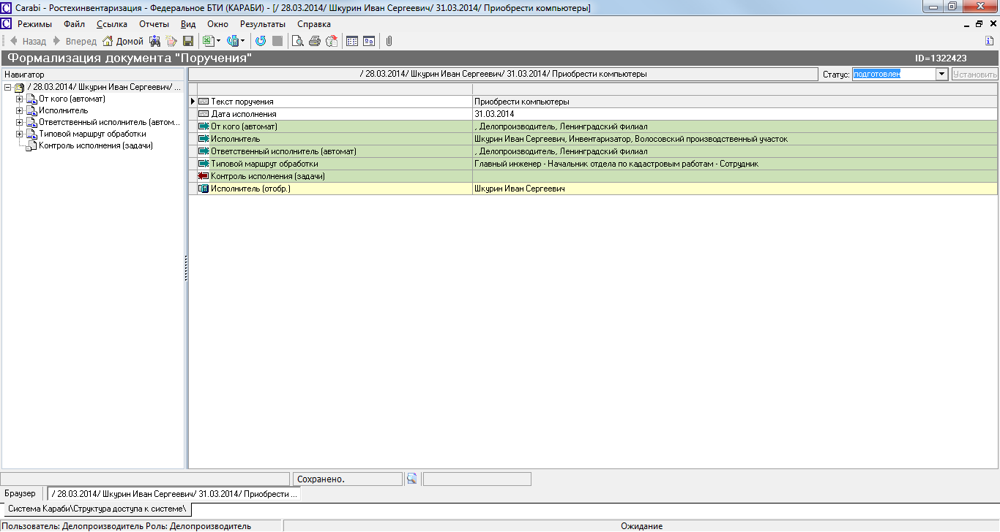 Carabi - Ростехинвентаризация - Федеральное БТИ (КАРАБИ) - [/ 28.03.2014/ Шкурин Иван Сергеевич/ 31.03.2014/ Приобрести компьютеры]
Режимы Файл Ссылка Отчеты Вид Окно Результаты Справка
Назад Вперед Домой
Формализация документа "Поручения" ID=1322423
Навигатор
/ 28.03.2014/ Шкурин Иван Сергеевич/ ...
От кого (автомат)
Исполнитель
Ответственный исполнитель (автом...
Типовой маршрут обработки
Контроль исполнения (задачи)
/ 28.03.2014/ Шкурин Иван Сергеевич/ 31.03.2014/ Приобрести компьютеры Статус: подготовлен Установить
Текст поручения Приобрести компьютеры
Дата исполнения 31.03.2014
От кого (автомат) , Делопроизводитель, Ленинградский филиал
Исполнитель Шкурин Иван Сергеевич, Инвентаризатор, Волосовский производственный участок
Ответственный исполнитель (автомат) , Делопроизводитель, Ленинградский филиал
Типовой маршрут обработки Главный инженер - Начальник отдела по кадастровым работам - Сотрудник
Контроль исполнения (задачи)
Исполнитель (отобр.) Шкурин Иван Сергеевич
Сохранено.
Браузер / 28.03.2014/ Шкурин Иван Сергеевич/ 31.03.2014/ Приобрести ...
Система Караби\Структура доступа к системе\
Пользователь: Делопроизводитель Роль: Делопроизводитель Ожидание